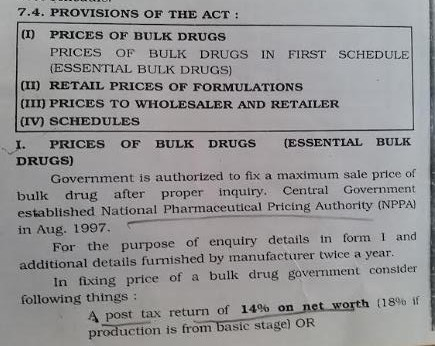 7.4. PROVISIONS OF THE ACT :
(I) PRICES OF BULK DRUGS
PRICES OF BULK DRUGS IN FIRST SCHEDULE
(ESSENTIAL BULK DRUGS)
(II) RETAIL PRICES OF FORMULATIONS
(III) PRICES TO WHOLESALER AND RETAILER
(IV) SCHEDULES
I. PRICES OF BULK DRUGS (ESSENTIAL BULK
DRUGS)
Government is authorized to fix a maximum sale price of
bulk drug after proper inquiry. Central Government
established National Pharmaceutical Pricing Authority (NPPA)
in Aug. 1997.
For the purpose of enquiry details in form I and
additional details furnished by manufacturer twice a year.
In fixing price of a bulk drug government consider
following things :
A post tax return of 14% on net worth (18% if
production is from basic stage) OR